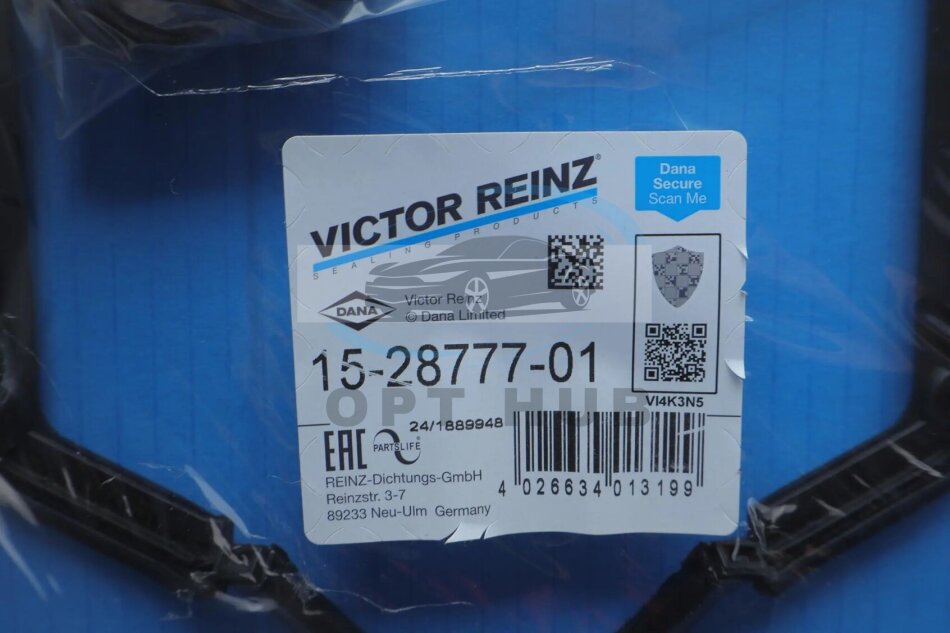 VICTOR REINZ®
SEALING PRODUCTS
Dana
Secure
Scan Me
DANA
Victor Reinz
© Dana Limited
15-28777-01
VI4K3N5
OPT HUB
24/1889948
EAC
PARTSLIFE®
REINZ-Dichtungs-GmbH
Reinzstr. 3-7
89233 Neu-Ulm Germany
4 026634 013199